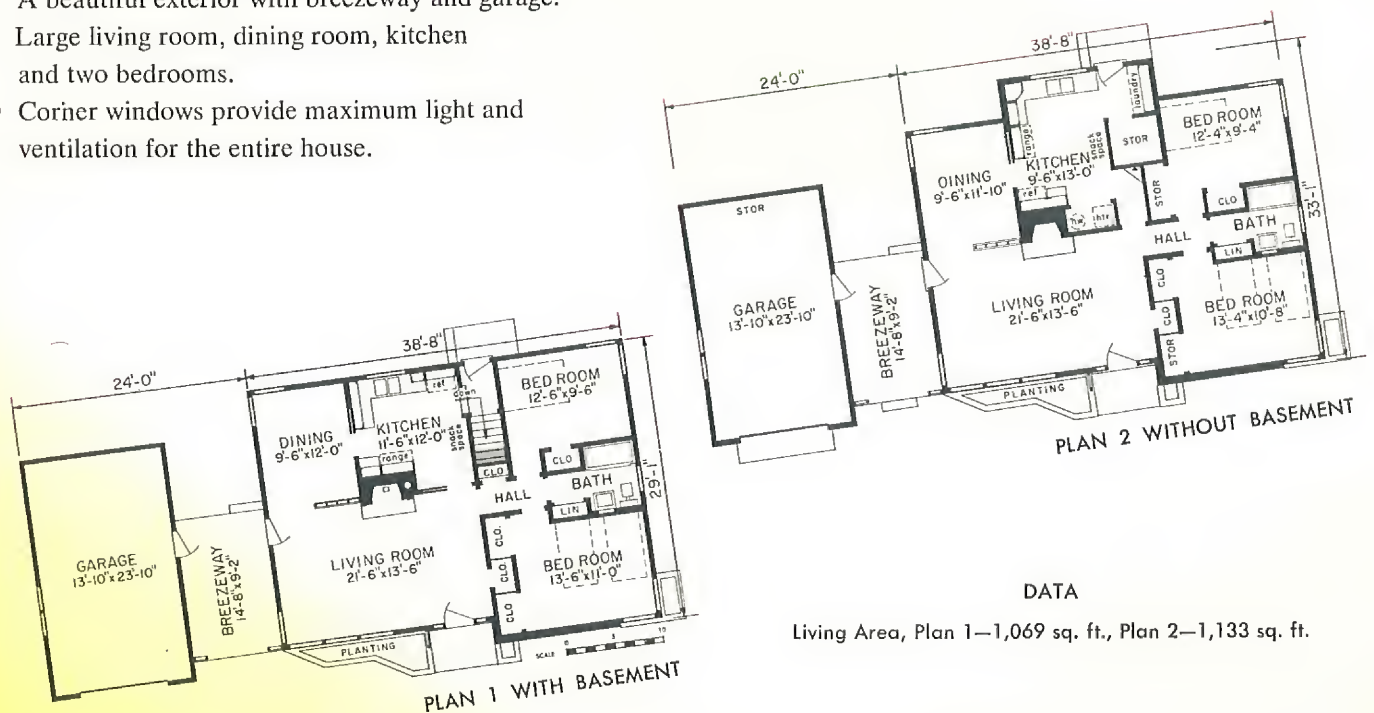 A beautiful exterior with breezeway and garage.
Large living room, dining room, kitchen
and two bedrooms.
Corner windows provide maximum light and
ventilation for the entire house.
24'-0"
38'-8"
33'-1"
STOR
GARAGE
13'-10"x23'-10"
BREEZEWAY
14'-8"x9'-2"
DINING
9'-6"x11'-10"
range
KITCHEN
9'-6"x13'-0"
snack
space
ref
hw
htr
laundry
STOR
STOR
BED ROOM
12'-4"x9'-4"
CLO
BATH
HALL
LIN
LIVING ROOM
21'-6"x13'-6"
CLO
CLO
STOR
BED ROOM
13'-4"x10'-8"
PLANTING
PLAN 2 WITHOUT BASEMENT
24'-0"
38'-8"
29'-1"
GARAGE
13'-10"x23'-10"
BREEZEWAY
14'-8"x9'-2"
DINING
9'-6"x12'-0"
KITCHEN
11'-6"x12'-0"
ref
down
snack
space
range
CLO
BED ROOM
12'-6"x9'-6"
CLO
BATH
HALL
LIN
LIVING ROOM
21'-6"x13'-6"
CLO.
CLO.
CLO
BED ROOM
13'-6"x11'-0"
PLANTING
SCALE 0 5 10
PLAN 1 WITH BASEMENT
DATA
Living Area, Plan 1—1,069 sq. ft., Plan 2—1,133 sq. ft.